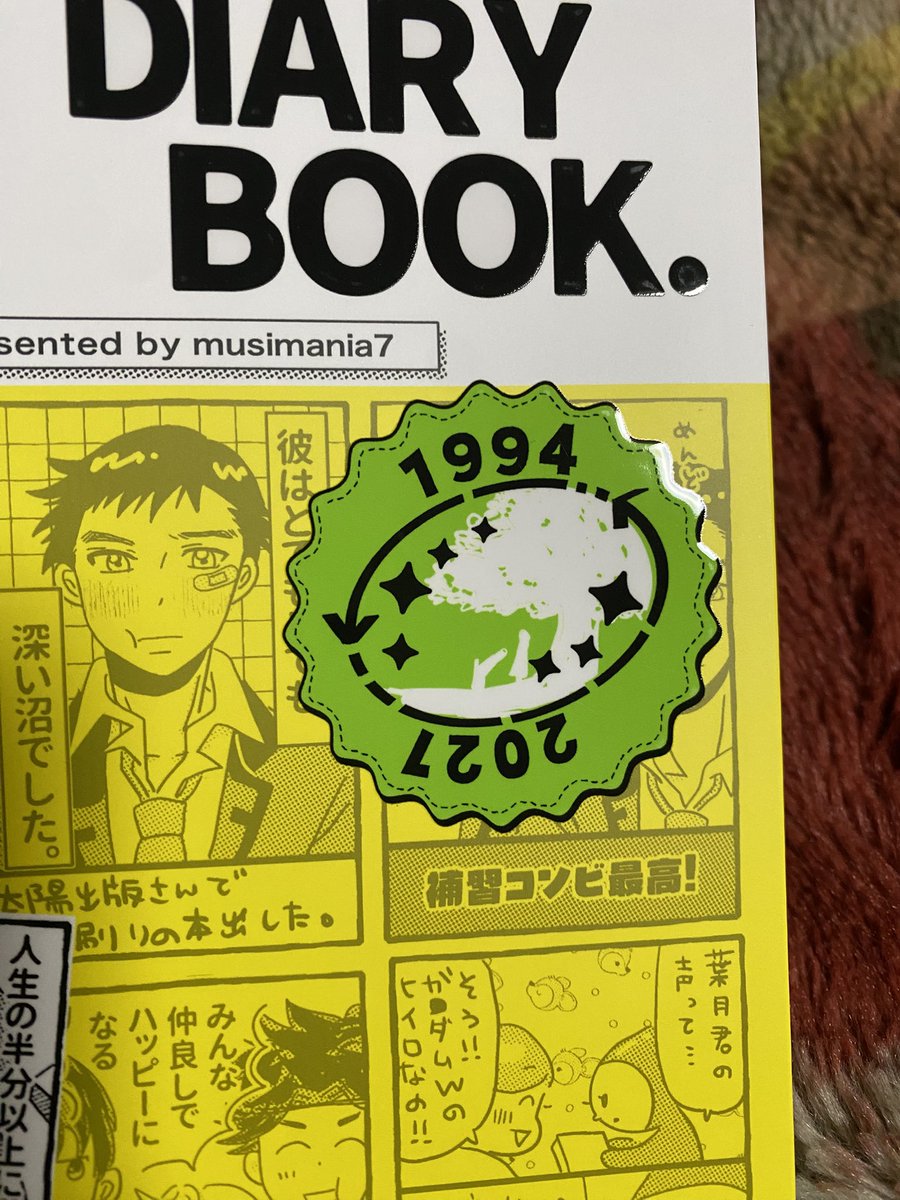 DIARY
BOOK.
sented by musimania7
1994
2027
彼はと
も
深い沼でした。
めんど
太陽出版さんで
刷りの本出した。
補習コンビ最高!
人生の半分以上に
みんな
仲良しで
ハッピーに
なる
葉月君の
声って…
そう!!
ガ●ダムWの
ヒイロなの!!